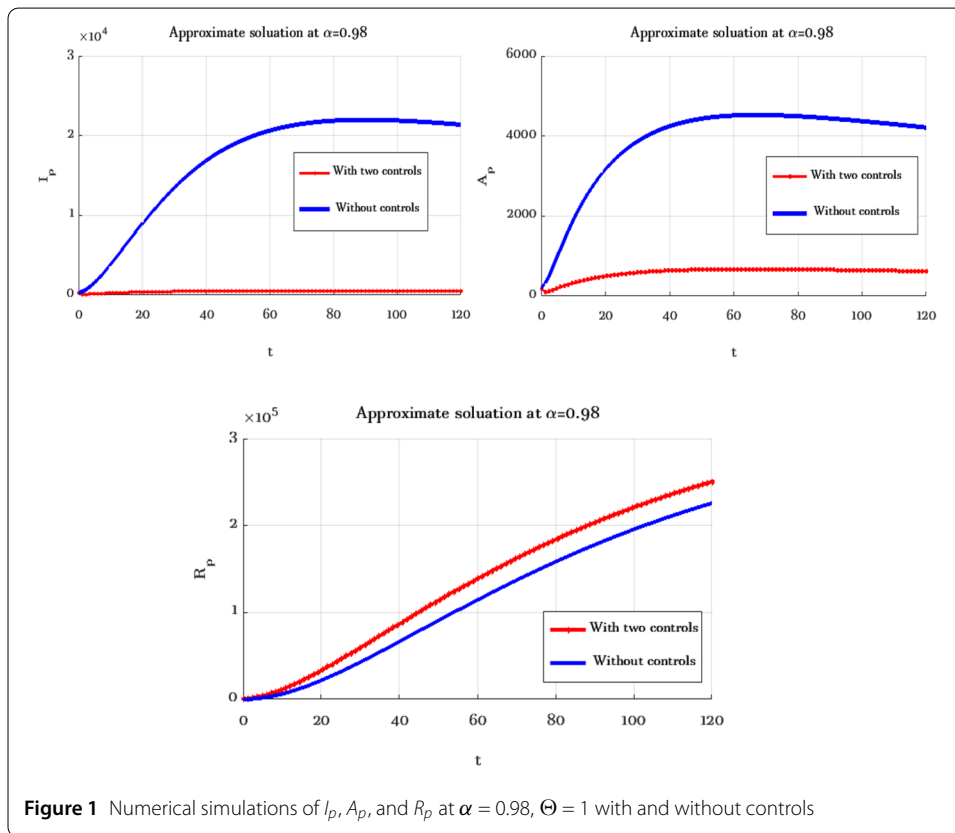 Approximate soluation at α=0.98
×10⁴
3
2
1
0
I_p
0 20 40 60 80 100 120
t
With two controls
Without controls
Approximate soluation at α=0.98
6000
4000
2000
0
A_p
0 20 40 60 80 100 120
t
With two controls
Without controls
Approximate soluation at α=0.98
×10⁵
3
2
1
0
R_p
0 20 40 60 80 100 120
t
With two controls
Without controls
Figure 1 Numerical simulations of I_p, A_p, and R_p at α = 0.98, Θ = 1 with and without controls